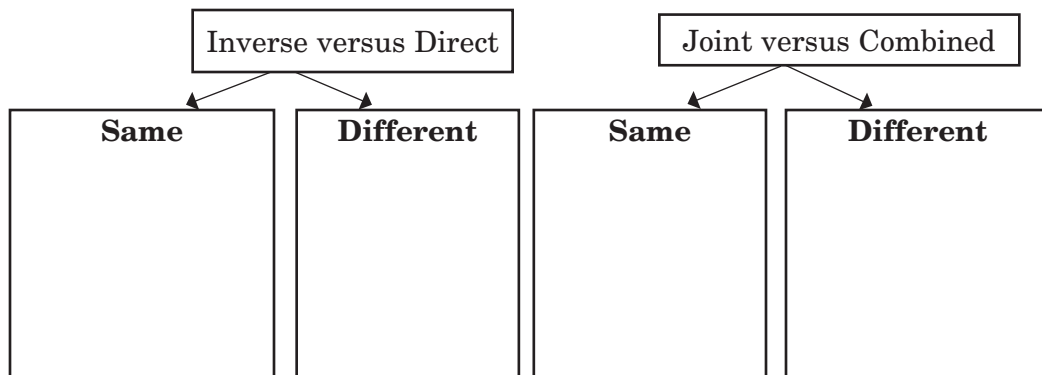 Inverse versus Direct
Joint versus Combined
Same
Different
Same
Different